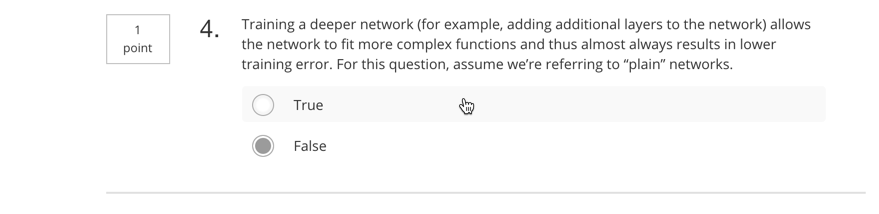 1
point
4.
Training a deeper network (for example, adding additional layers to the network) allows
the network to fit more complex functions and thus almost always results in lower
training error. For this question, assume we’re referring to “plain” networks.
True
False